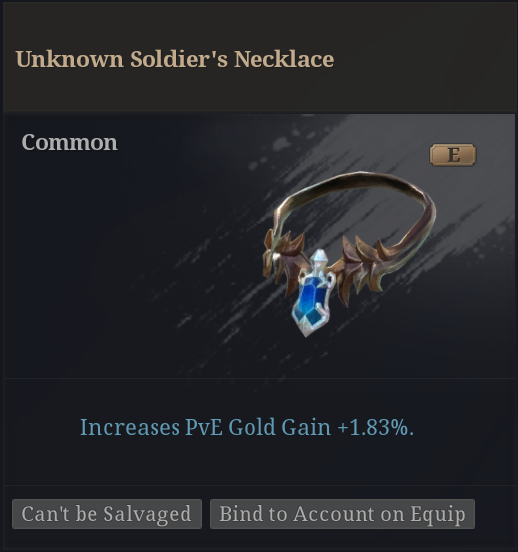 Unknown Soldier's Necklace
Common
E
Increases PvE Gold Gain +1.83%.
Can't be Salvaged
Bind to Account on Equip